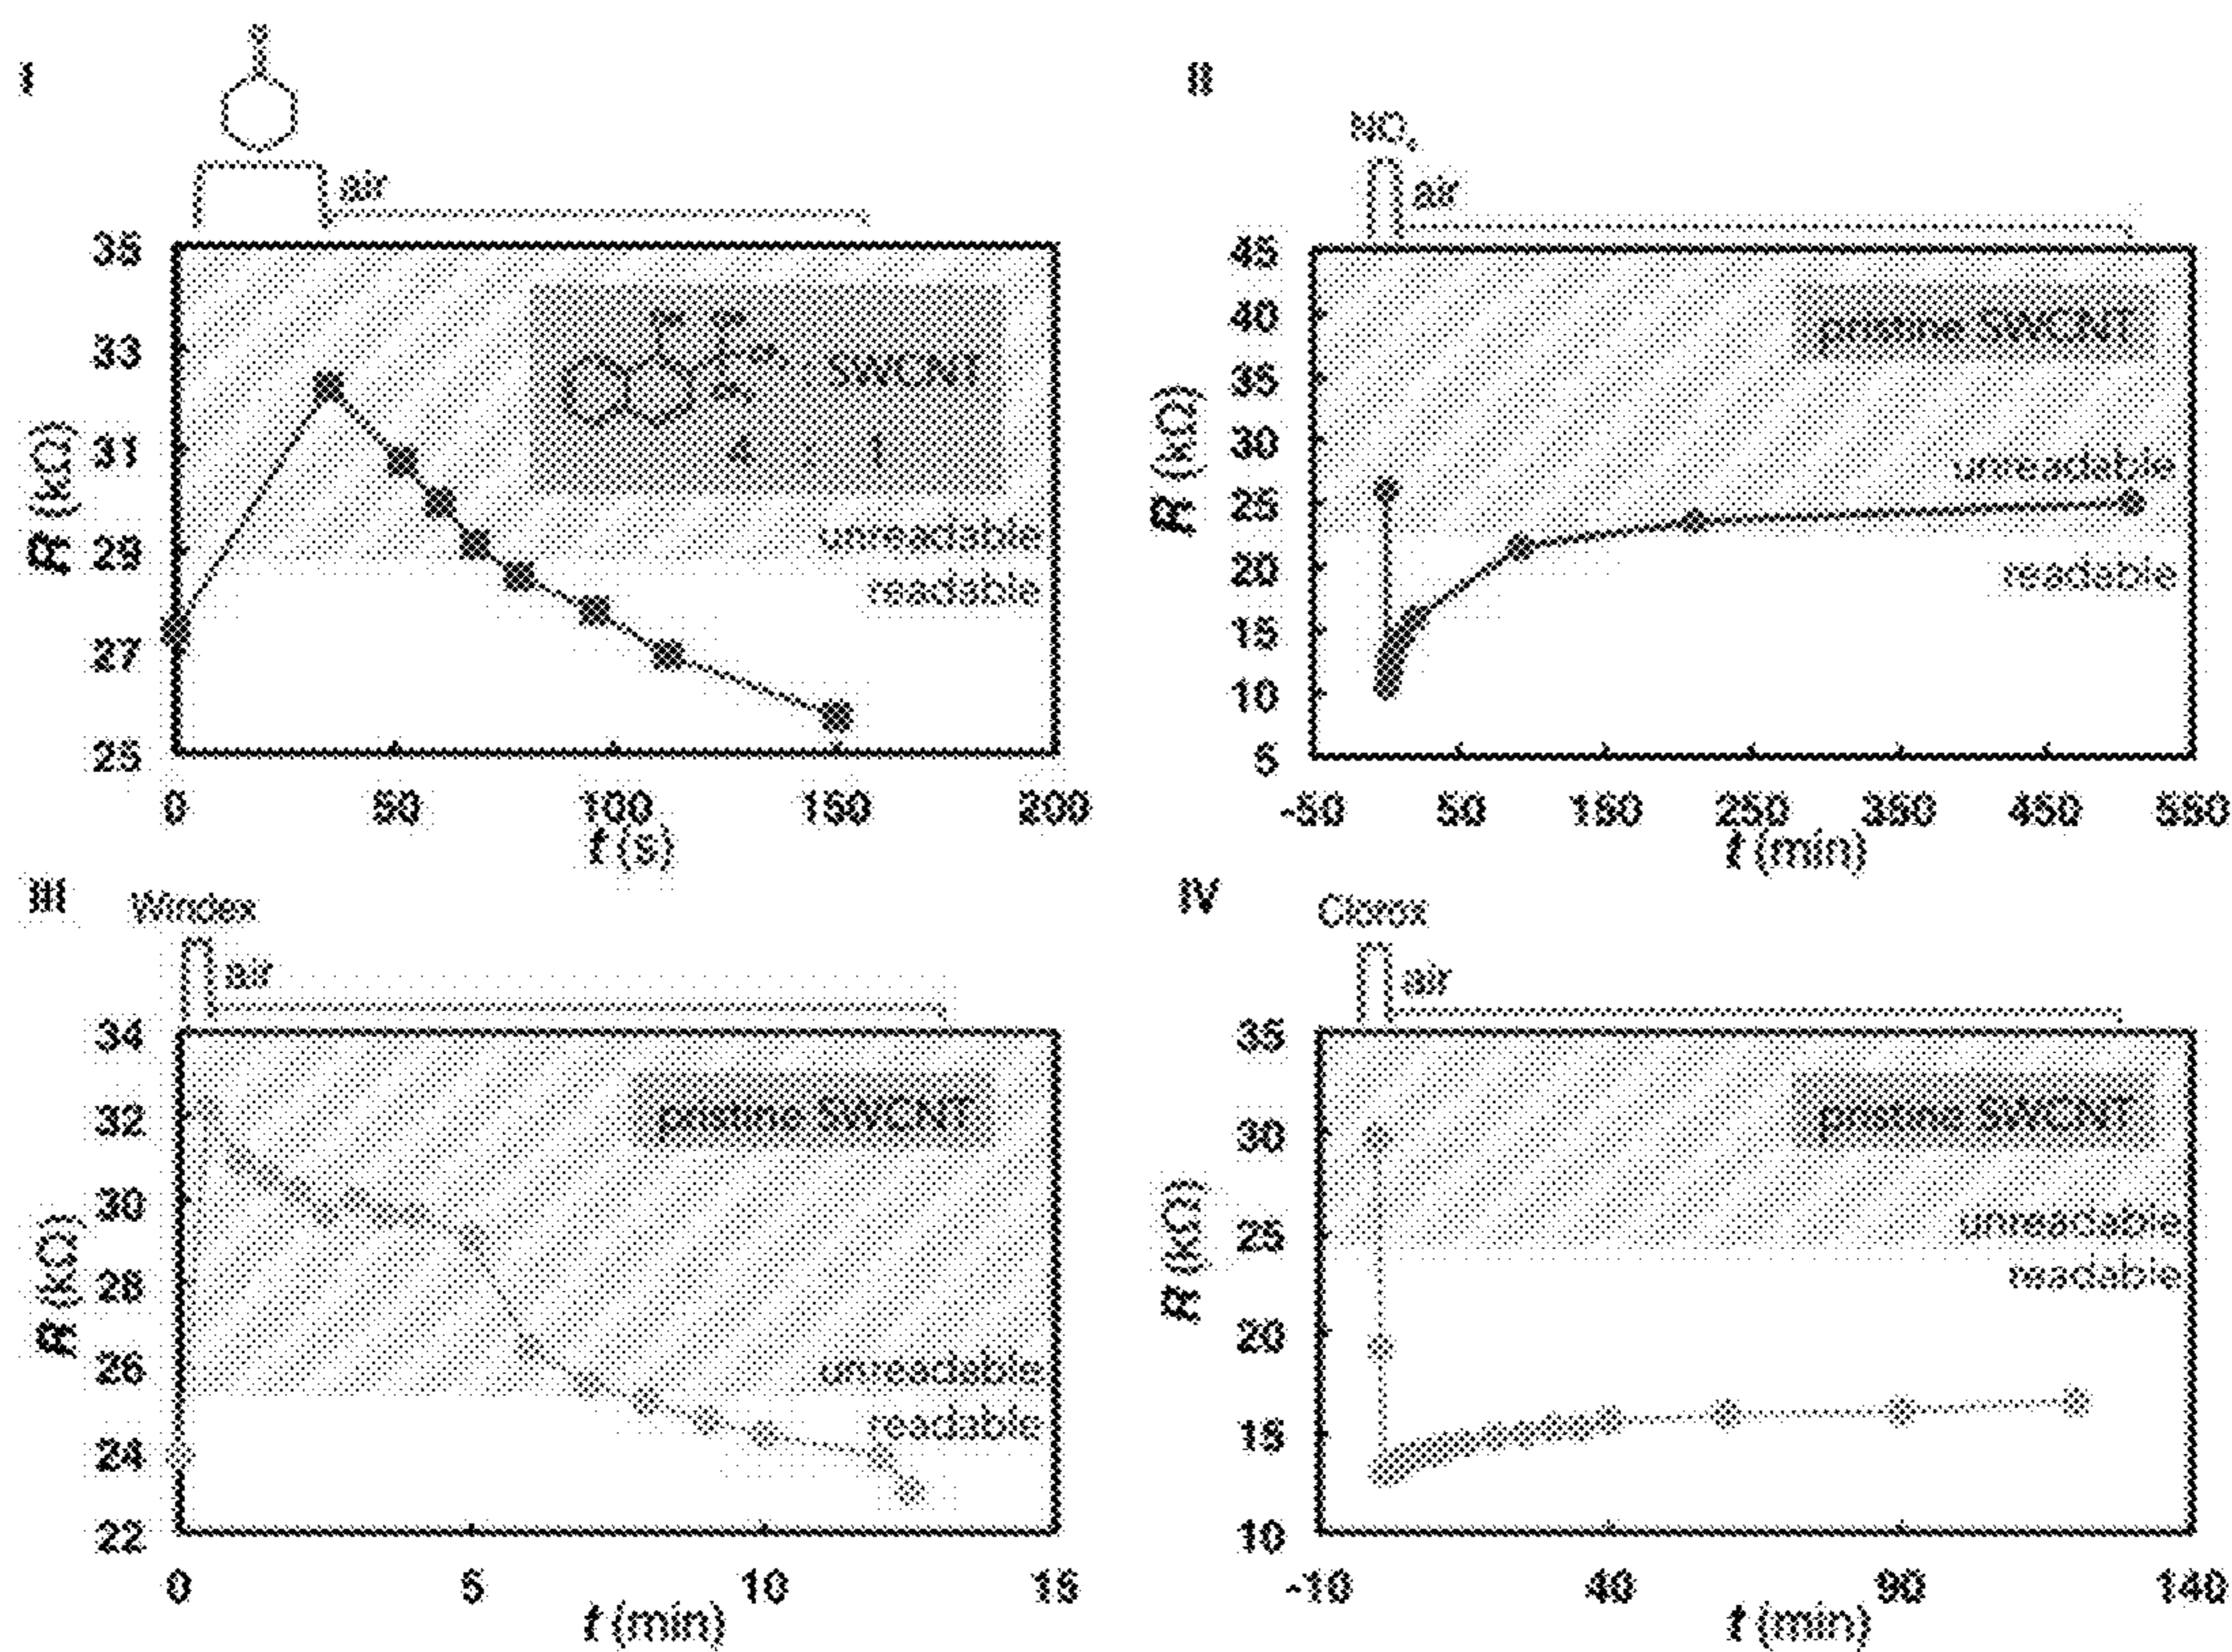 I
air
35
33
31
29
27
25
R (kΩ)
SWCNT
4 : 1
unreadable
readable
0 50 100 150 200
t (s)
II
air
45
40
35
30
25
20
15
10
5
R (kΩ)
pristine SWCNT
unreadable
readable
-50 50 150 250 350 450 550
t (min)
III
Windex
air
34
32
30
28
26
24
22
R (kΩ)
pristine SWCNT
unreadable
readable
0 5 10 15
t (min)
IV
Clorox
air
35
30
25
20
15
10
R (kΩ)
pristine SWCNT
unreadable
readable
-10 40 90 140
t (min)